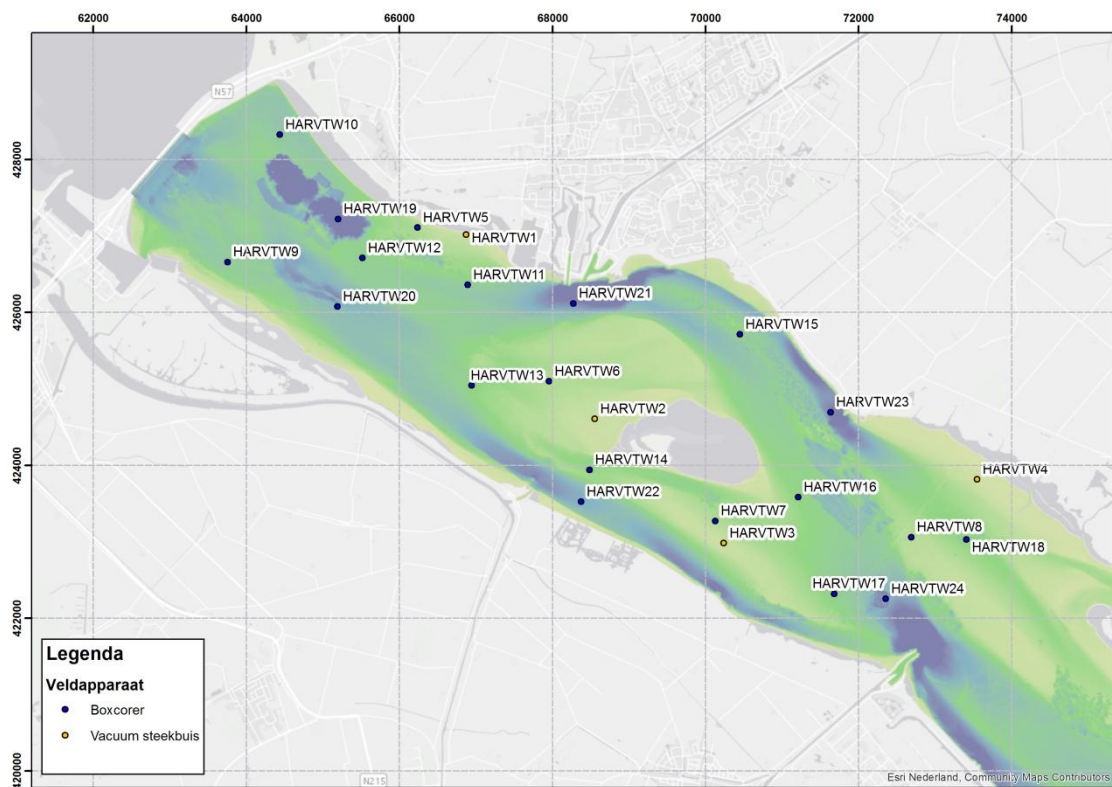 62000 64000 66000 68000 70000 72000 74000
N57
HARVTW10
428000
HARVTW19
HARVTW5
HARVTW1
HARVTW12
HARVTW9
HARVTW11
HARVTW20
HARVTW21
426000
HARVTW15
HARVTW13
HARVTW6
HARVTW23
HARVTW2
HARVTW14
424000
HARVTW4
HARVTW22
HARVTW16
HARVTW7
HARVTW3
HARVTW8
HARVTW18
HARVTW17
HARVTW24
422000
Legenda
Veldapparaat
Boxcorer
Vacuum steekbuis
420000
N215
Esri Nederland, Community Maps Contributors